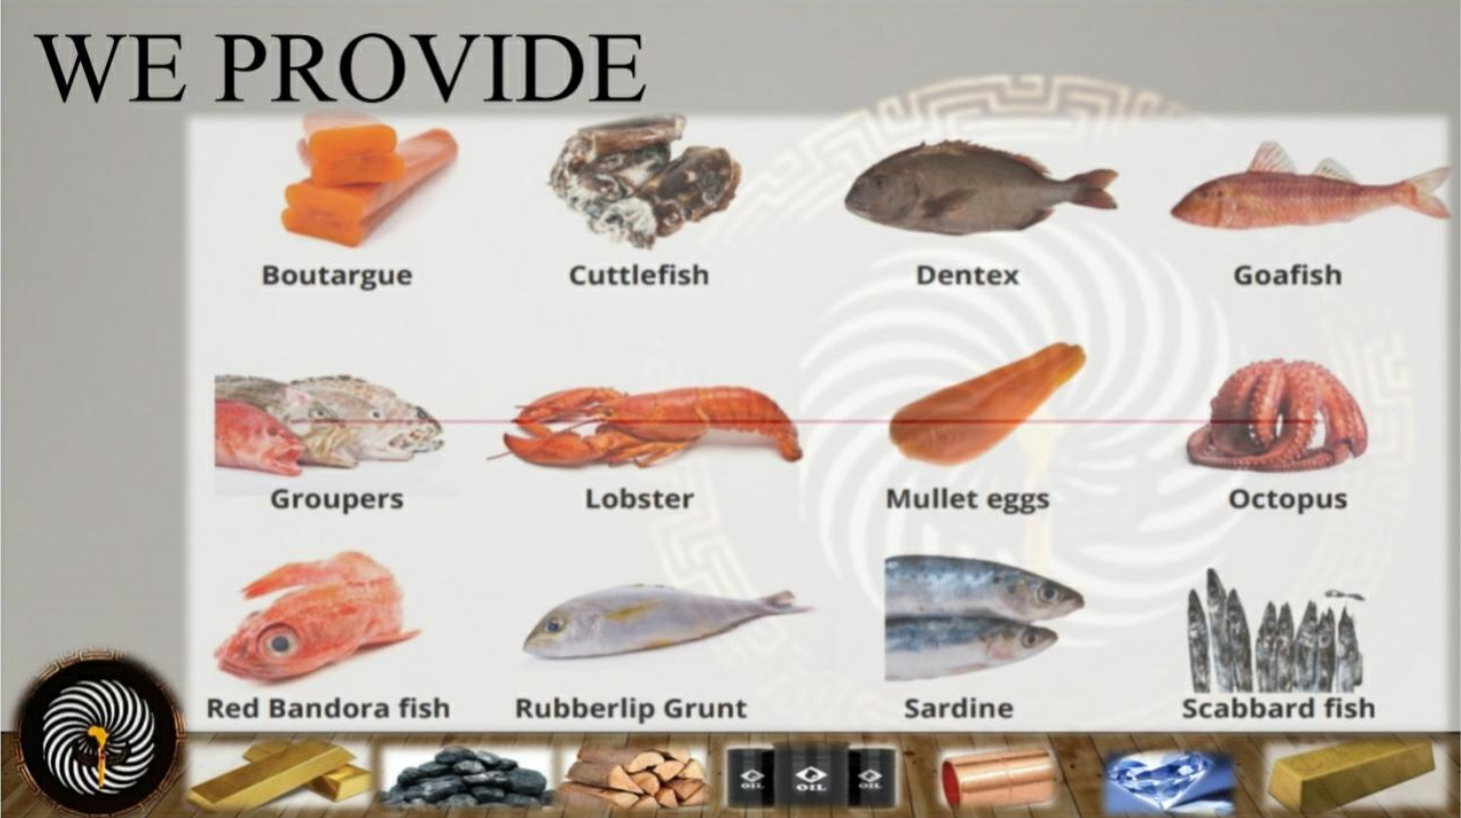 WE PROVIDE
Boutargue Cuttlefish Dentex Goafish
Groupers Lobster Mullet eggs Octopus
Red Bandora fish Rubberlip Grunt Sardine Scabbard fish
OIL OIL OIL